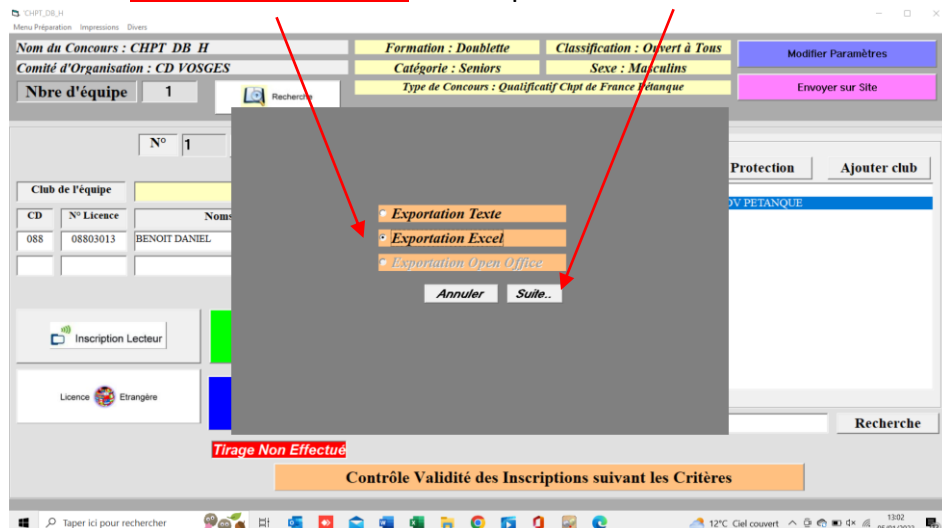 CHPT_DB_H
Menu Préparation Impressions Divers
Nom du Concours : CHPT DB H
Formation : Doublette
Classification : Ouvert à Tous
Modifier Paramètres
Comité d'Organisation : CD VOSGES
Catégorie : Seniors
Sexe : Masculins
Nbre d'équipe 1
Recherche
Type de Concours : Qualificatif Chpt de France Pétanque
Envoyer sur Site
N° 1
Protection
Ajouter club
Club de l'équipe
PETANQUE
CD N° Licence Noms
Exportation Texte
088 08803013 BENOIT DANIEL
Exportation Excel
Exportation Open Office
Annuler Suite..
Inscription Lecteur
Licence Etrangère
Recherche
Tirage Non Effectué
Contrôle Validité des Inscriptions suivant les Critères
Taper ici pour rechercher
12°C Ciel couvert
13:02